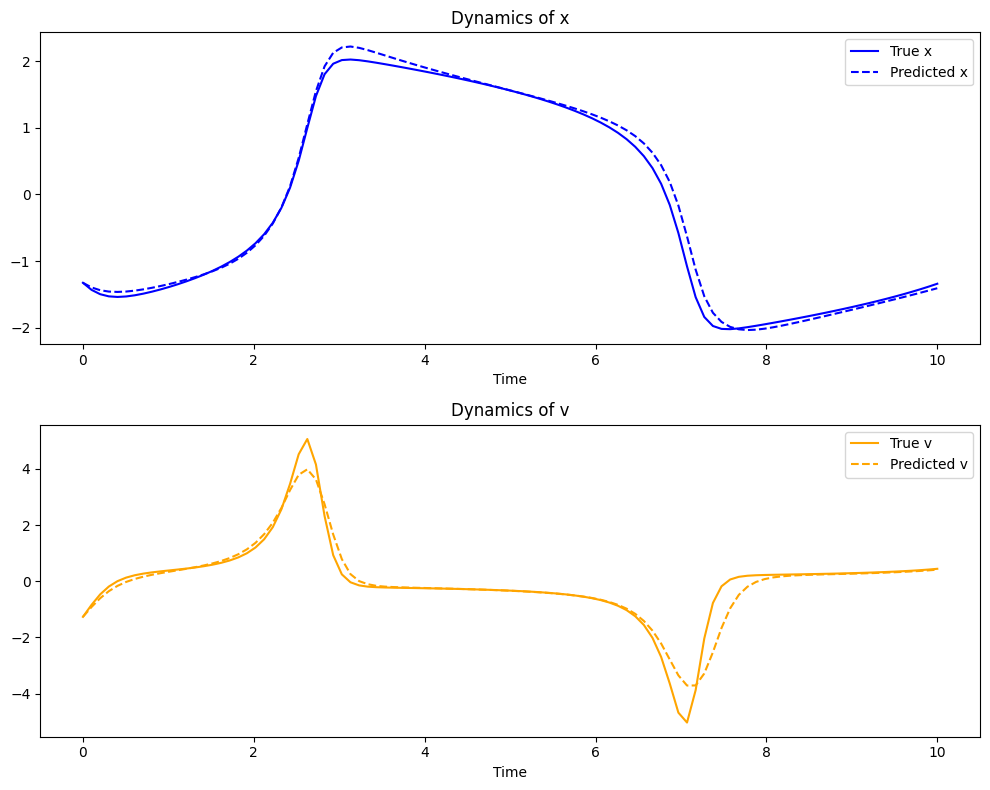 Dynamics of x
True x
Predicted x
2
1
0
−1
−2
0 2 4 6 8 10
Time
Dynamics of v
True v
Predicted v
4
2
0
−2
−4
0 2 4 6 8 10
Time